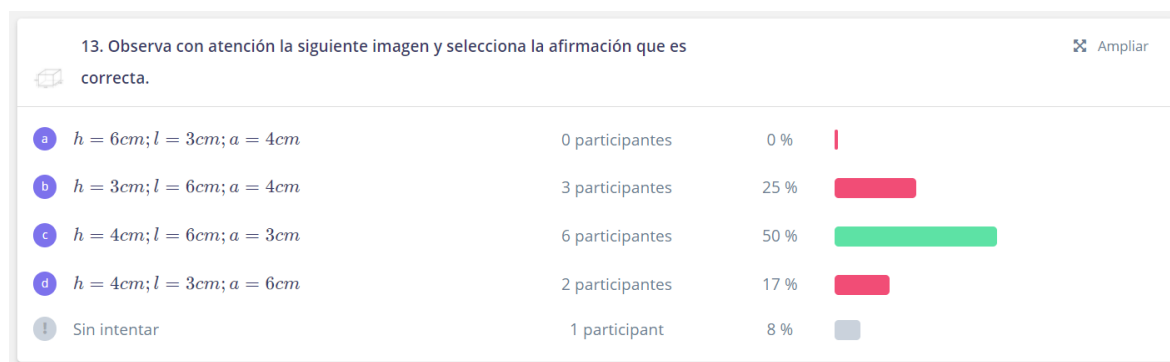 13. Observa con atención la siguiente imagen y selecciona la afirmación que es
correcta.
Ampliar
a h = 6cm; l = 3cm; a = 4cm 0 participantes 0 %
b h = 3cm; l = 6cm; a = 4cm 3 participantes 25 %
c h = 4cm; l = 6cm; a = 3cm 6 participantes 50 %
d h = 4cm; l = 3cm; a = 6cm 2 participantes 17 %
! Sin intentar 1 participant 8 %